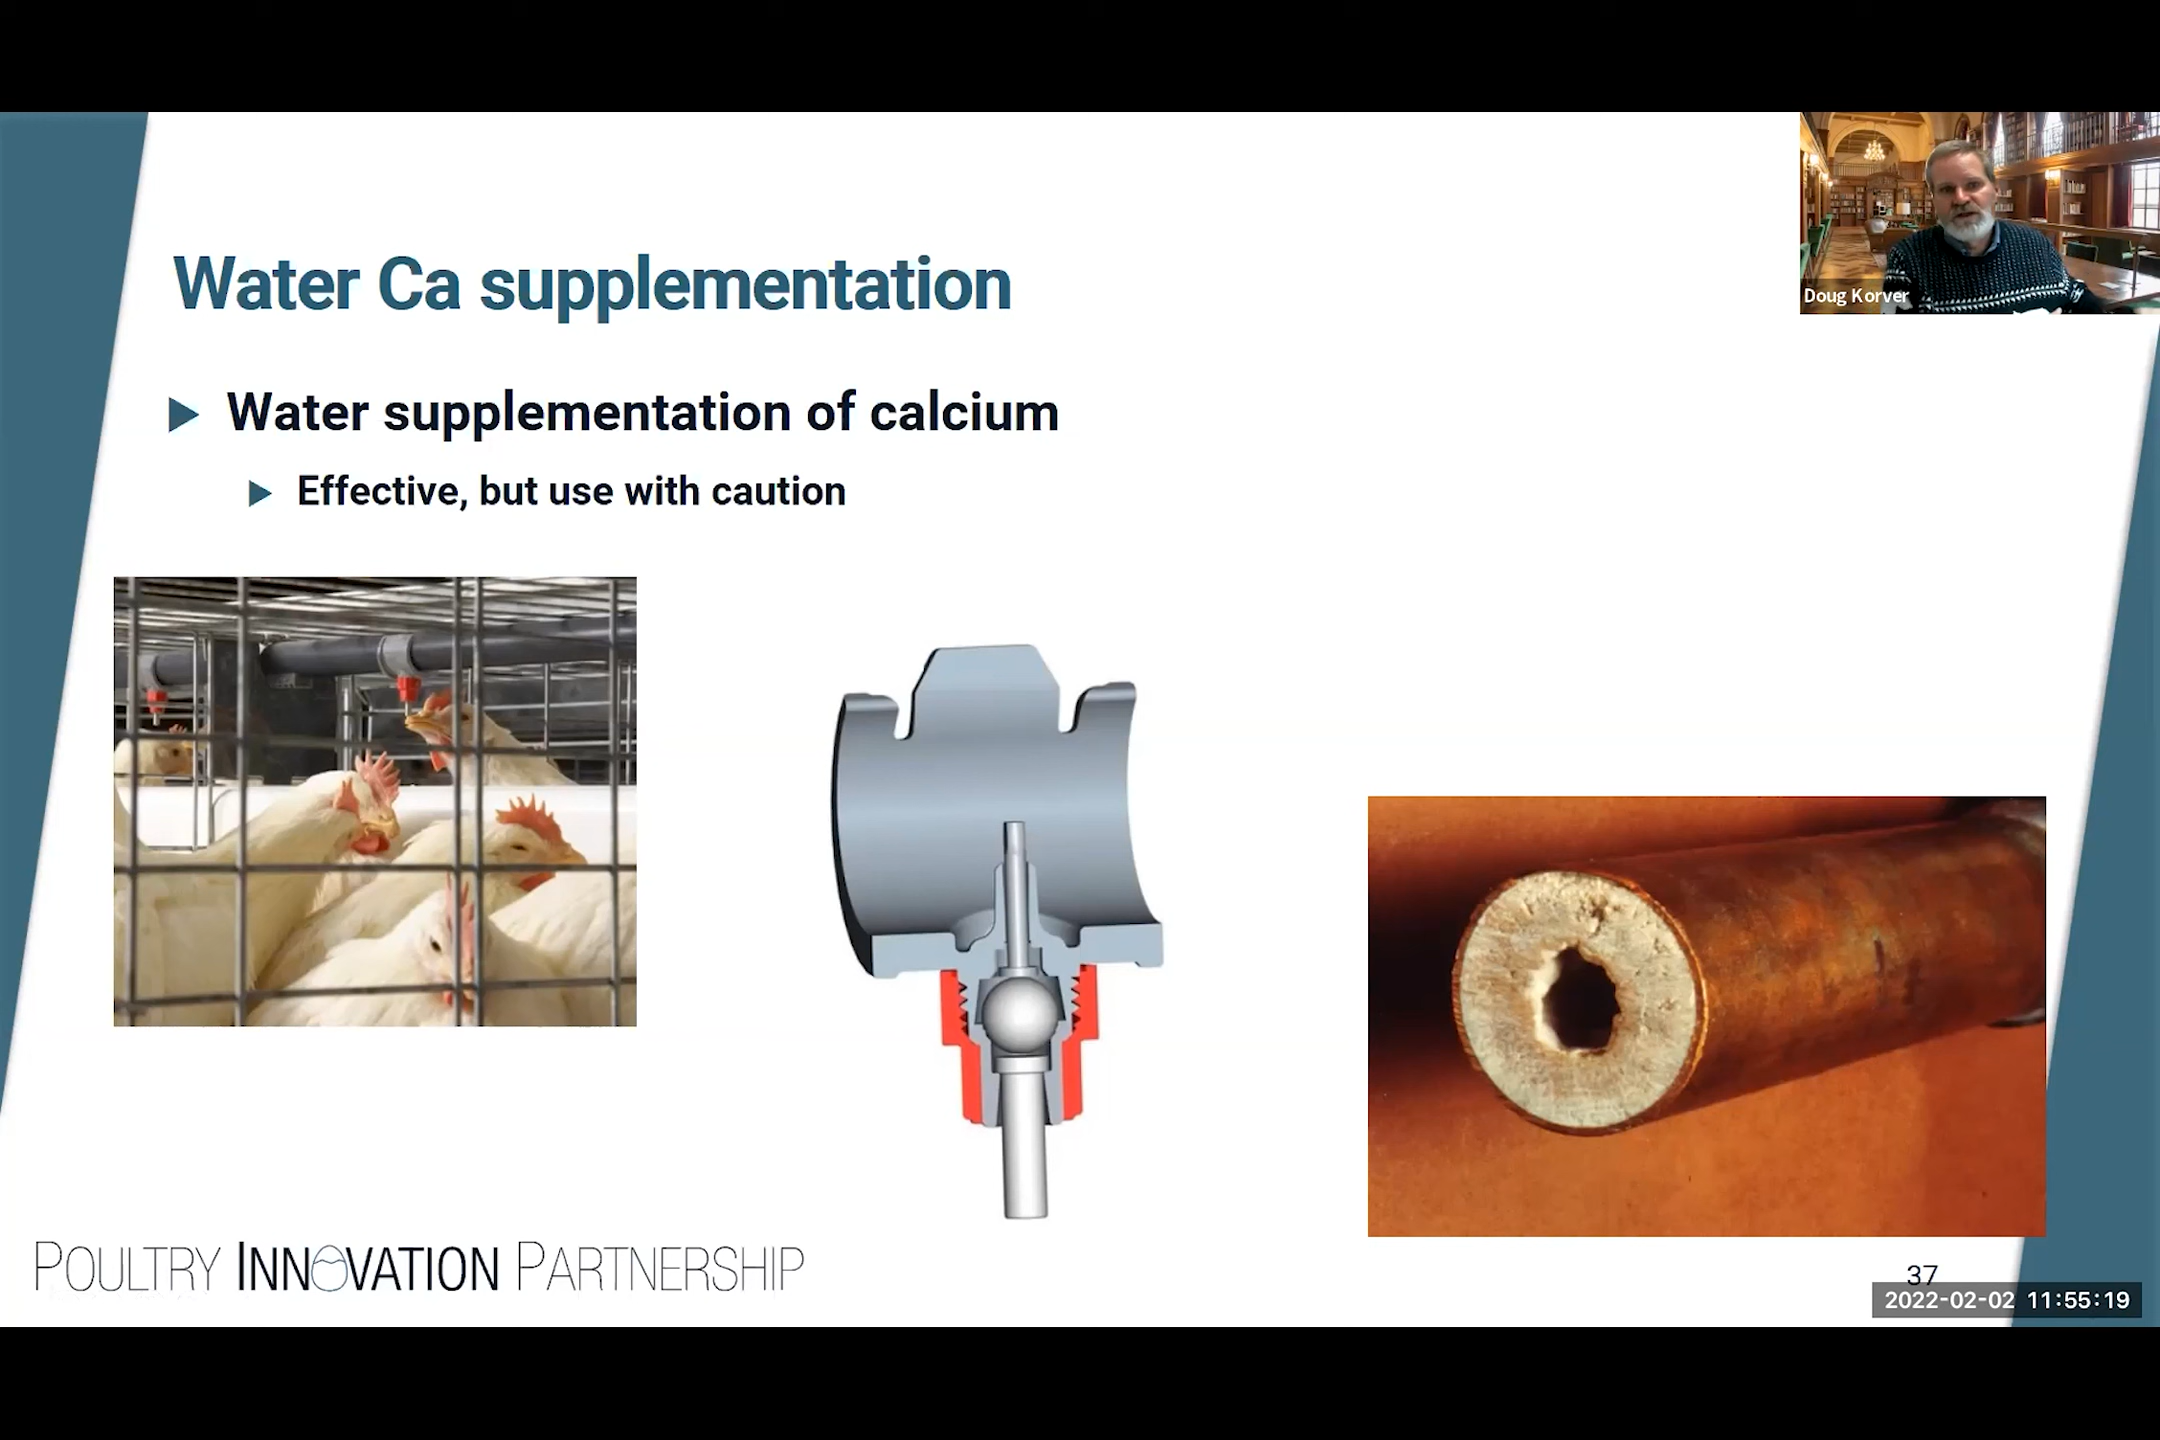 Doug Korver
Water Ca supplementation
Water supplementation of calcium
Effective, but use with caution
POULTRY INNOVATION PARTNERSHIP
37
2022-02-02 11:55:19